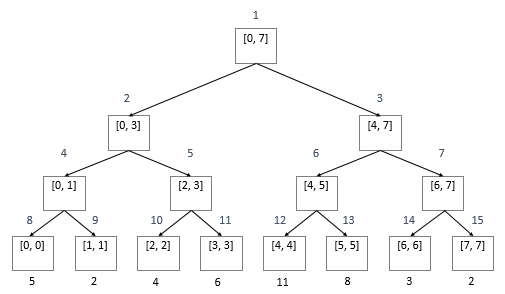 1
[0, 7]
2 3
[0, 3] [4, 7]
4 5 6 7
[0, 1] [2, 3] [4, 5] [6, 7]
8 9 10 11 12 13 14 15
[0, 0] [1, 1] [2, 2] [3, 3] [4, 4] [5, 5] [6, 6] [7, 7]
5 2 4 6 11 8 3 2